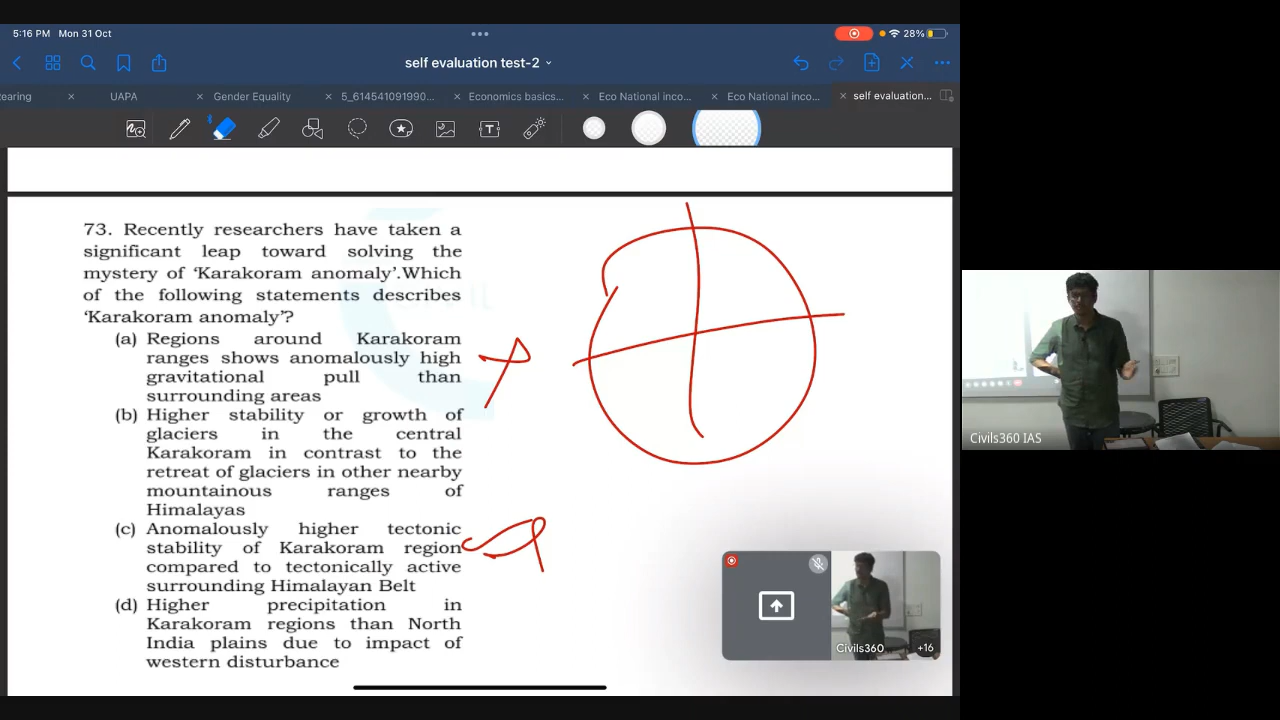 5:16 PM Mon 31 Oct
28%
self evaluation test-2
tearing
UAPA
Gender Equality
5_614541091990...
Economics basics...
Eco National inco...
Eco National inco...
self evaluation...
73. Recently researchers have taken a
significant leap toward solving the
mystery of ‘Karakoram anomaly’.Which
of the following statements describes
‘Karakoram anomaly’?
(a) Regions around Karakoram
ranges shows anomalously high
gravitational pull than
surrounding areas
(b) Higher stability or growth of
glaciers in the central
Karakoram in contrast to the
retreat of glaciers in other nearby
mountainous ranges of
Himalayas
(c) Anomalously higher tectonic
stability of Karakoram region
compared to tectonically active
surrounding Himalayan Belt
(d) Higher precipitation in
Karakoram regions than North
India plains due to impact of
western disturbance
Civils360
+16
Civils360 IAS